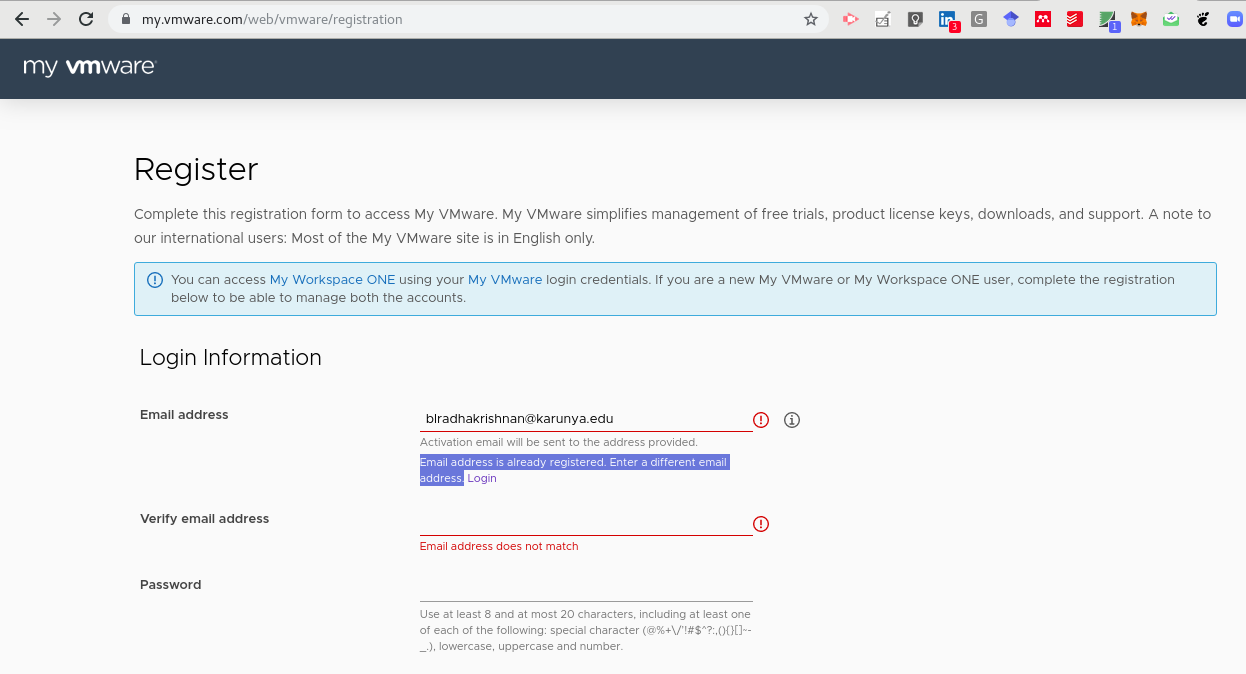 my.vmware.com/web/vmware/registration
3
G
1
my vmware
Register
Complete this registration form to access My VMware. My VMware simplifies management of free trials, product license keys, downloads, and support. A note to
our international users: Most of the My VMware site is in English only.
You can access My Workspace ONE using your My VMware login credentials. If you are a new My VMware or My Workspace ONE user, complete the registration
below to be able to manage both the accounts.
Login Information
Email address
blradhakrishnan@karunya.edu
Activation email will be sent to the address provided.
Email address is already registered. Enter a different email
address. Login
Verify email address
Email address does not match
Password
Use at least 8 and at most 20 characters, including at least one
of each of the following: special character (@%+\/'!#$^?:,(){}[]~-
_.), lowercase, uppercase and number.